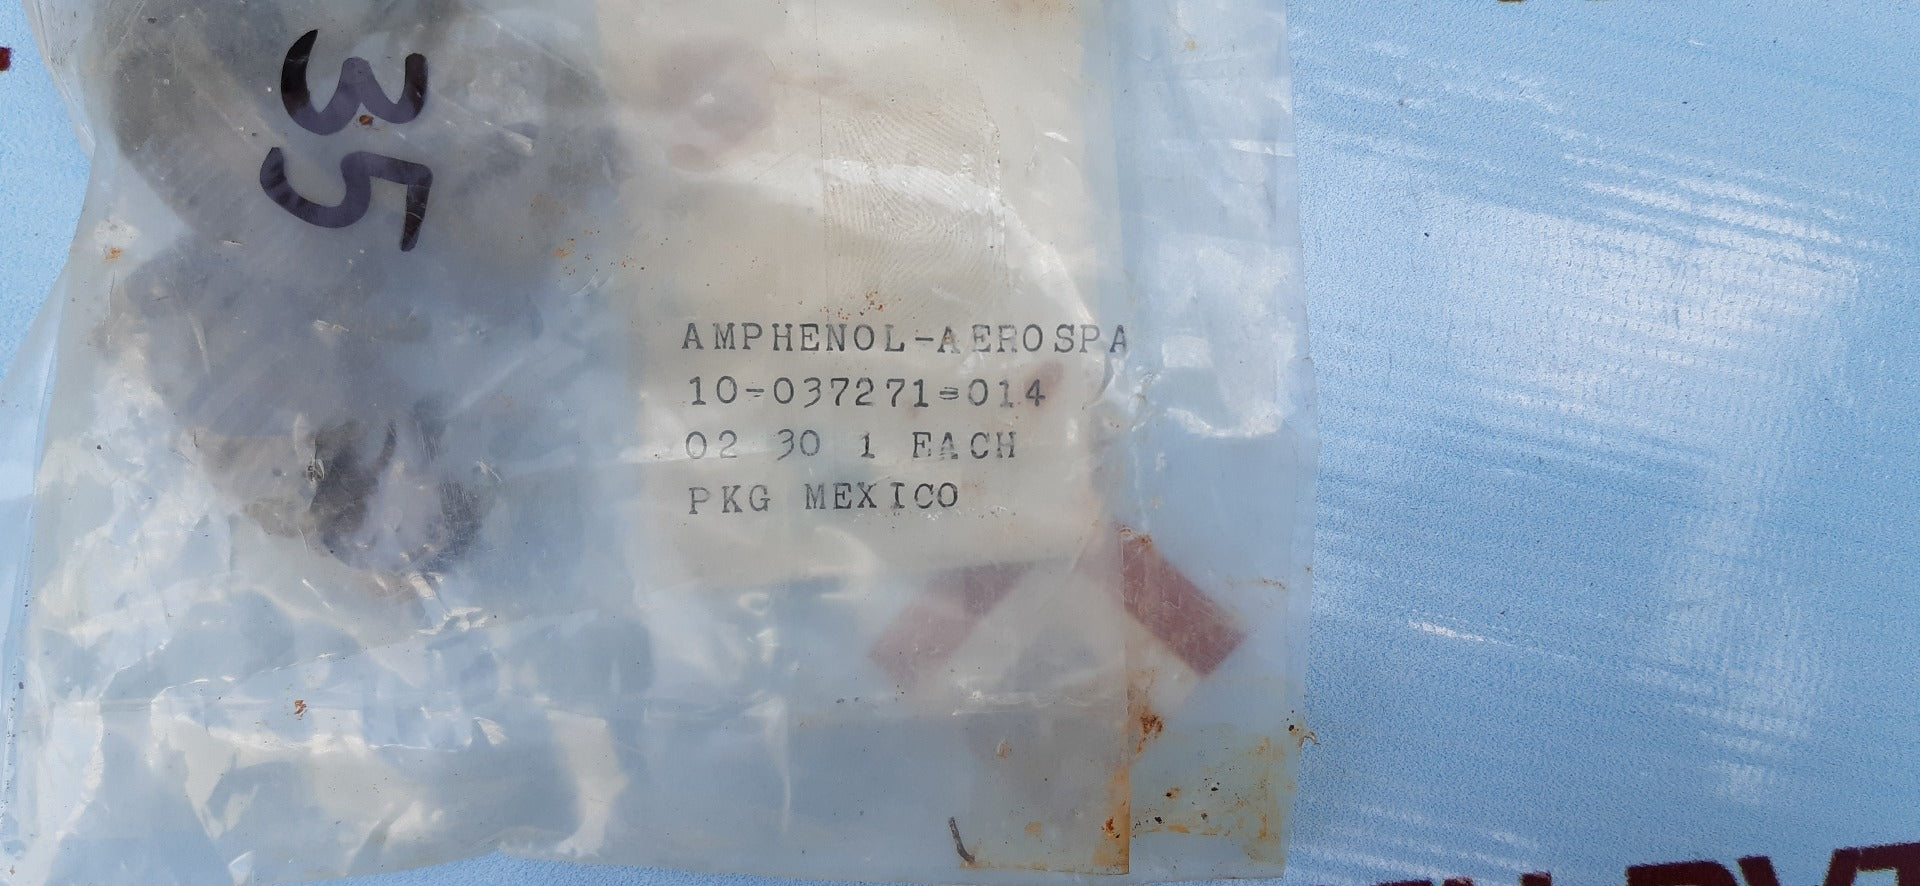 35
AMPHENOL-AEROSPA
10-037271=014
02 30 1 EACH
PKG MEXICO